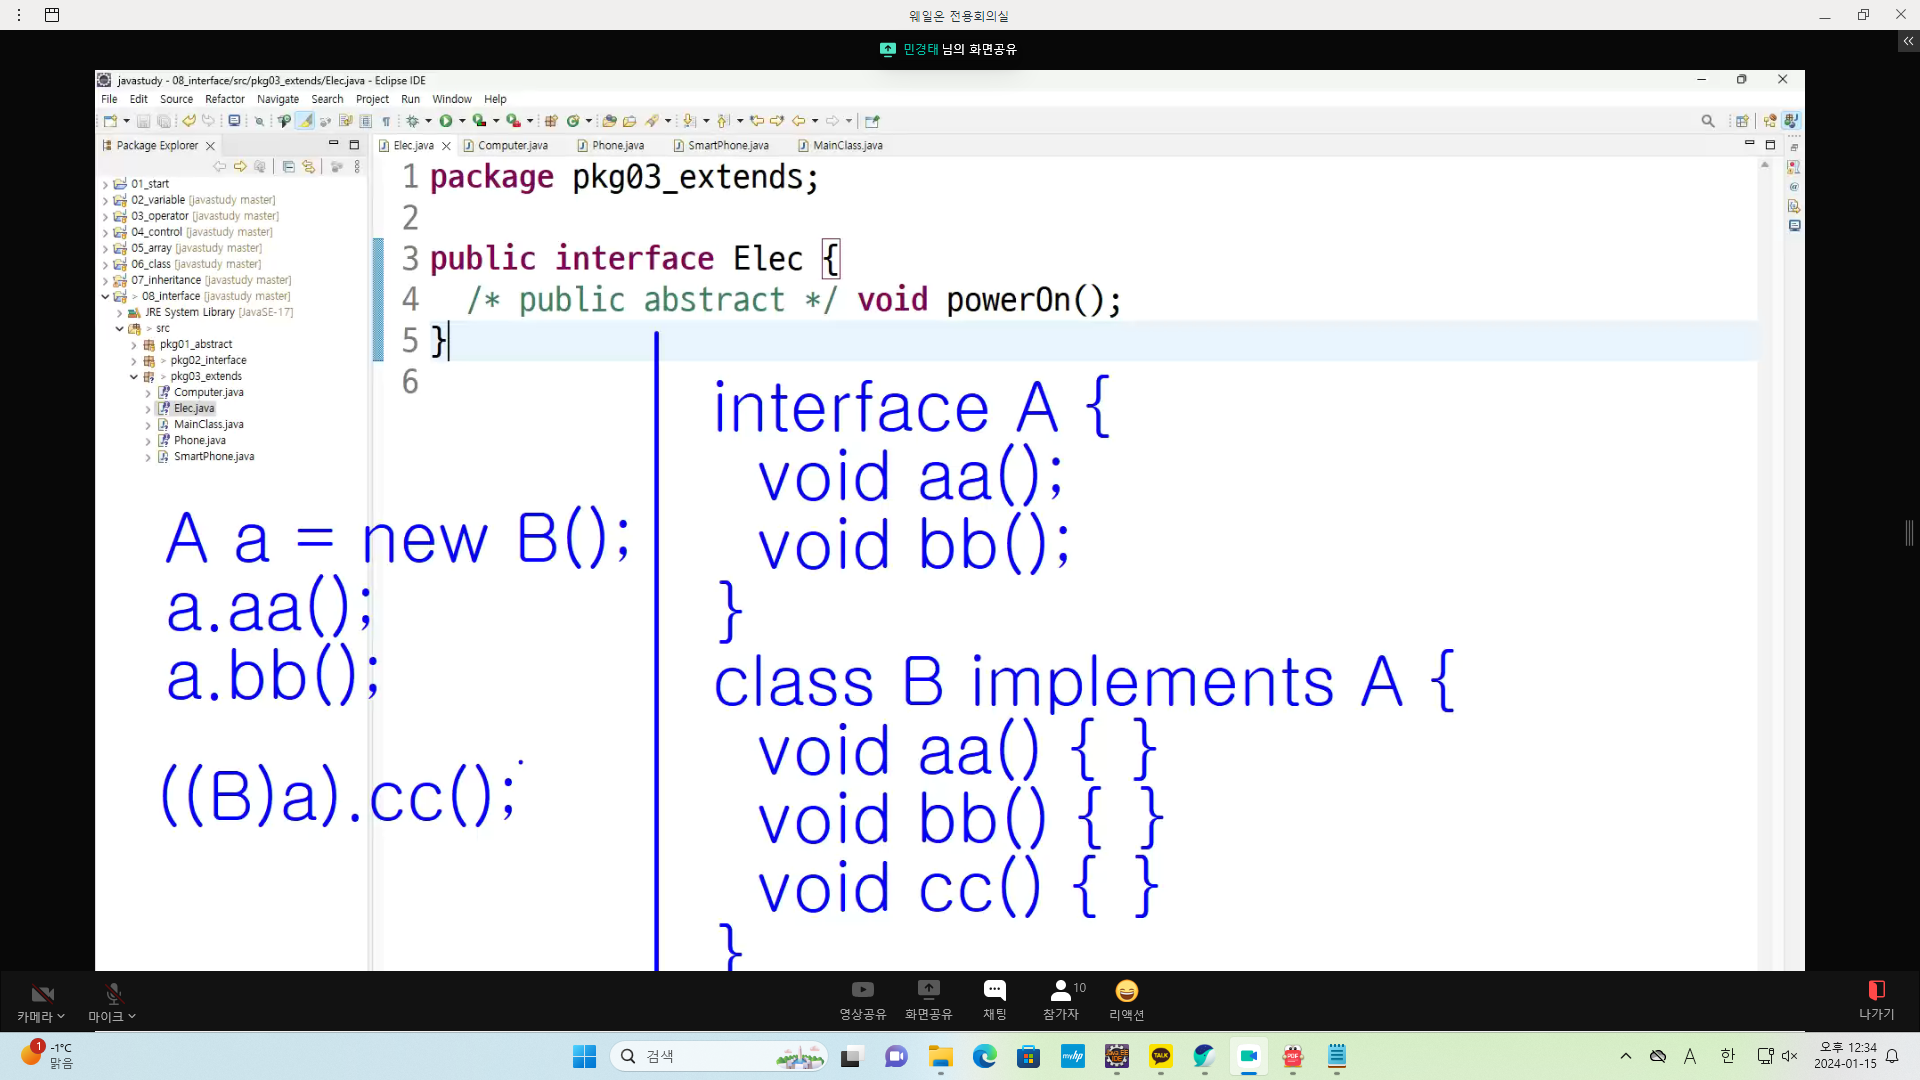 웨일온 전용회의실
민경태 님의 화면공유
javastudy - 08_interface/src/pkg03_extends/Elec.java - Eclipse IDE
File Edit Source Refactor Navigate Search Project Run Window Help
Package Explorer
Elec.java Computer.java Phone.java SmartPhone.java MainClass.java
01_start
02_variable [javastudy master]
03_operator [javastudy master]
04_control [javastudy master]
05_array [javastudy master]
06_class [javastudy master]
07_inheritance [javastudy master]
> 08_interface [javastudy master]
JRE System Library [JavaSE-17]
> src
pkg01_abstract
> pkg02_interface
> pkg03_extends
Computer.java
Elec.java
MainClass.java
Phone.java
SmartPhone.java
1 package pkg03_extends;
2
3 public interface Elec {
4 /* public abstract */ void powerOn();
5 }
6
A a = new B();
a.aa();
a.bb();
((B)a).cc();
interface A {
void aa();
void bb();
}
class B implements A {
void aa() { }
void bb() { }
void cc() { }
}
카메라 마이크 영상공유 화면공유 채팅 참가자 10 리액션 나가기
1 -1°C
맑음
검색
myhp
Java EE IDE
TALK
PDF
A 한
오후 12:34
2024-01-15